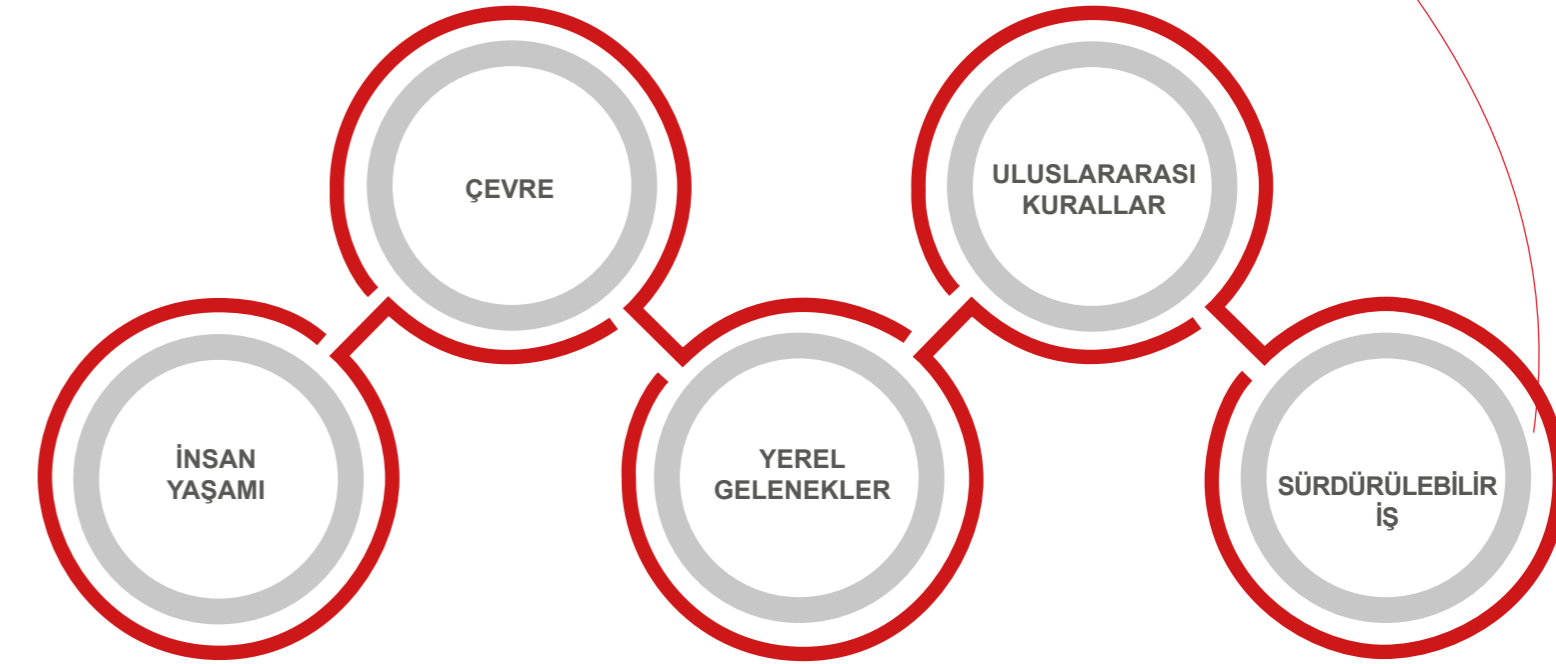 İNSAN
YAŞAMI
ÇEVRE
YEREL
GELENEKLER
ULUSLARARASI
KURALLAR
SÜRDÜRÜLEBİLİR
İŞ